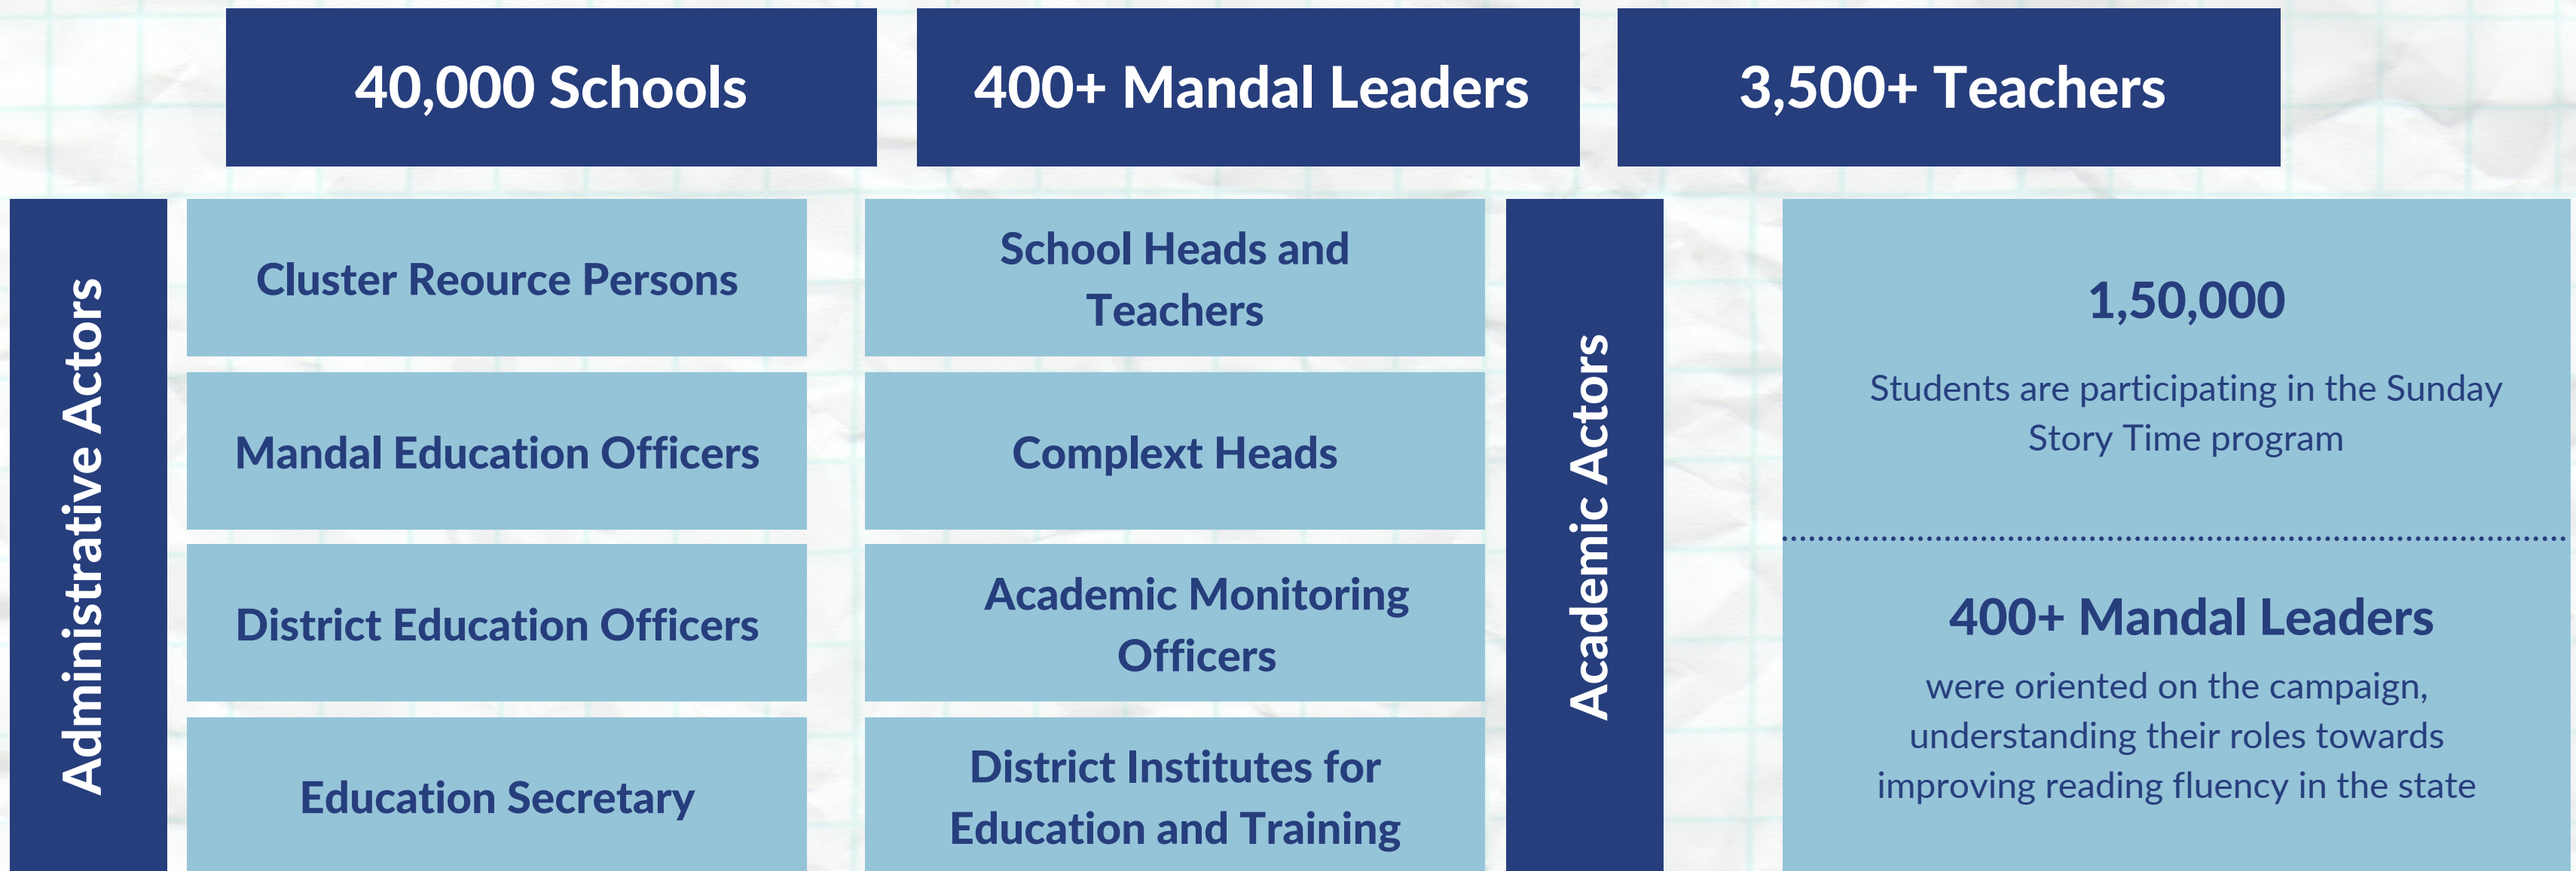 40,000 Schools
400+ Mandal Leaders
3,500+ Teachers
Administrative Actors
Cluster Reource Persons
Mandal Education Officers
District Education Officers
Education Secretary
School Heads and
Teachers
Complext Heads
Academic Monitoring
Officers
District Institutes for
Education and Training
Academic Actors
1,50,000
Students are participating in the Sunday
Story Time program
400+ Mandal Leaders
were oriented on the campaign,
understanding their roles towards
improving reading fluency in the state